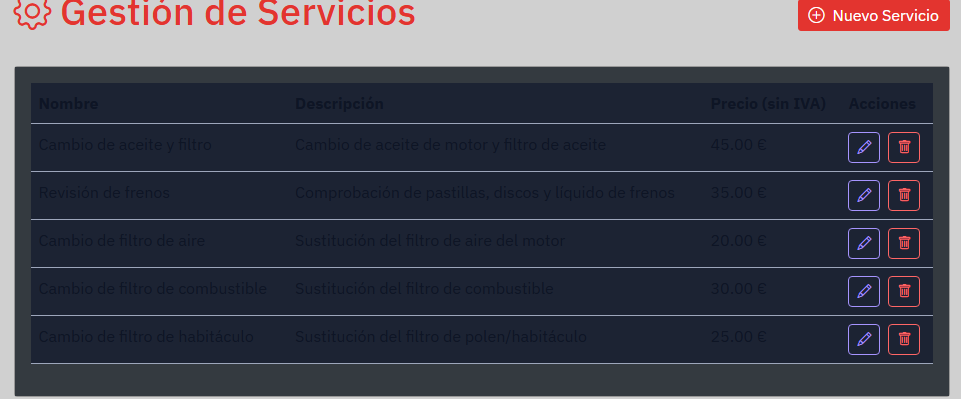 Gestión de Servicios
Nuevo Servicio
Nombre Descripción Precio (sin IVA) Acciones
Cambio de aceite y filtro Cambio de aceite de motor y filtro de aceite 45.00 €
Revisión de frenos Comprobación de pastillas, discos y líquido de frenos 35.00 €
Cambio de filtro de aire Sustitución del filtro de aire del motor 20.00 €
Cambio de filtro de combustible Sustitución del filtro de combustible 30.00 €
Cambio de filtro de habitáculo Sustitución del filtro de polen/habitáculo 25.00 €